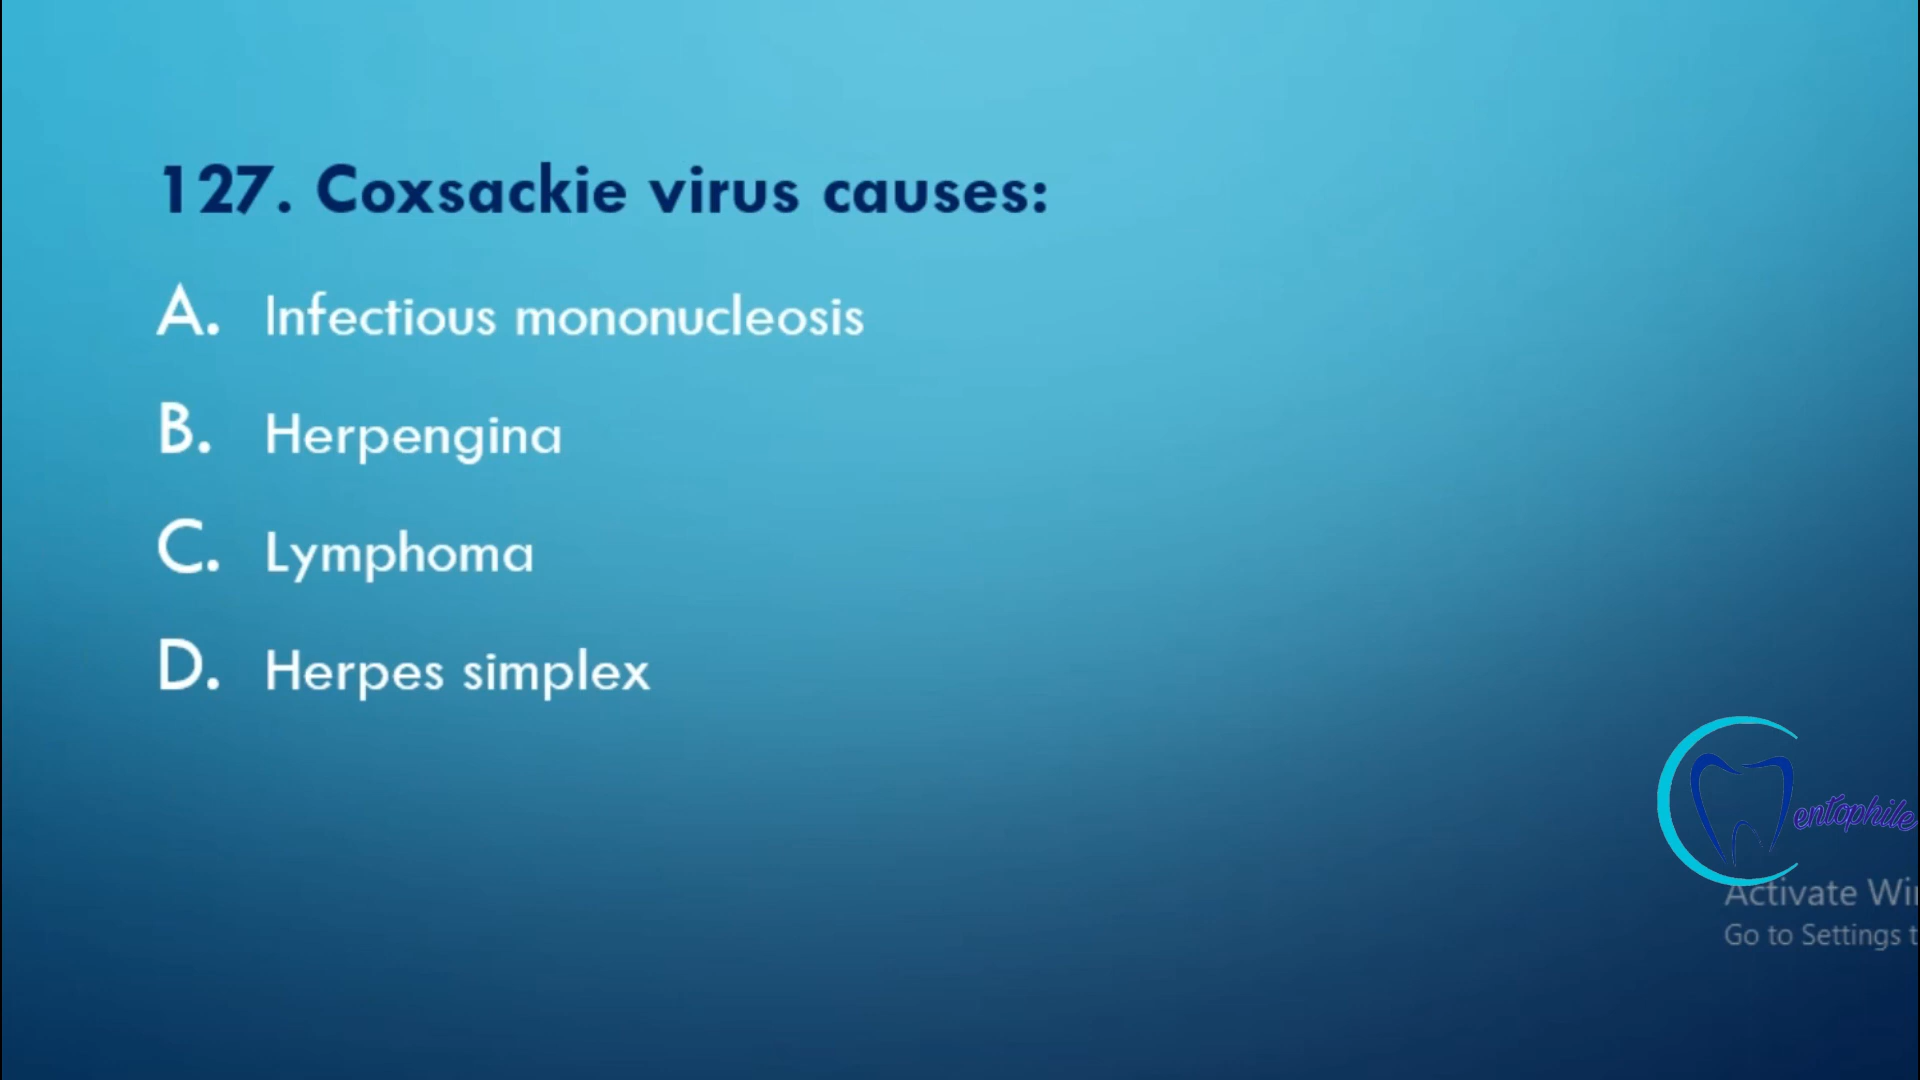 127. Coxsackie virus causes:
A. Infectious mononucleosis
B. Herpengina
C. Lymphoma
D. Herpes simplex
entophile
Activate Wi
Go to Settings t